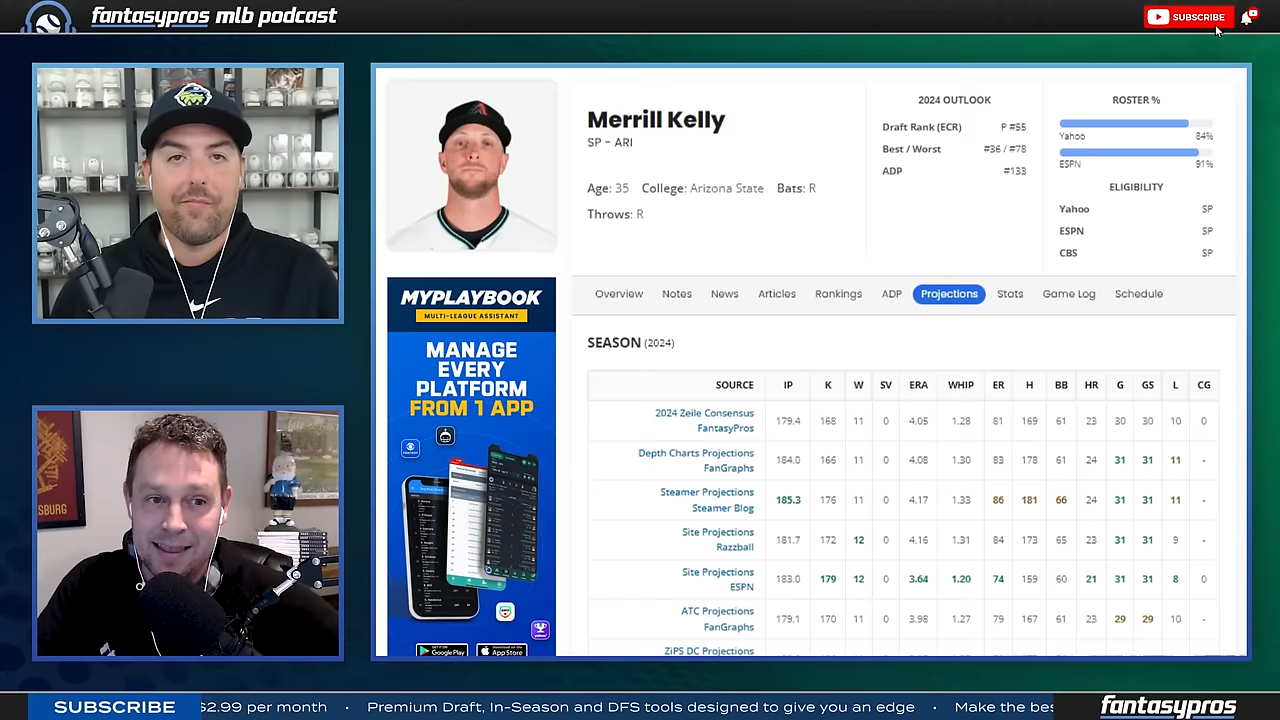 fantasypros mlb podcast
SUBSCRIBE
SBURG
Merrill Kelly
SP - ARI
Age: 35 College: Arizona State Bats: R
Throws: R
2024 OUTLOOK
Draft Rank (ECR) P #55
Best / Worst #36 / #78
ADP #133
ROSTER %
Yahoo 84%
ESPN 91%
ELIGIBILITY
Yahoo SP
ESPN SP
CBS SP
MYPLAYBOOK
MULTI-LEAGUE ASSISTANT
MANAGE
EVERY
PLATFORM
FROM 1 APP
GET IT ON
Google Play
App Store
Overview Notes News Articles Rankings ADP Projections Stats Game Log Schedule
SEASON (2024)
SOURCE IP K W SV ERA WHIP ER H BB HR G GS L CG
2024 Zeile Consensus
FantasyPros 179.4 168 11 0 4.05 1.28 81 169 61 23 30 30 10 0
Depth Charts Projections
FanGraphs 184.0 166 11 0 4.08 1.30 83 178 61 24 31 31 11 -
Steamer Projections
Steamer Blog 185.3 176 11 0 4.17 1.33 86 181 66 24 31 31 11 -
Site Projections
Razzball 181.7 172 12 0 4.16 1.31 84 173 65 23 31 31 9 -
Site Projections
ESPN 183.0 179 12 0 3.64 1.20 74 159 60 21 31 31 8 0
ATC Projections
FanGraphs 179.1 170 11 0 3.98 1.27 79 167 61 23 29 29 10 -
ZiPS DC Projections
SUBSCRIBE
$2.99 per month • Premium Draft, In-Season and DFS tools designed to give you an edge • Make the bes
fantasypros